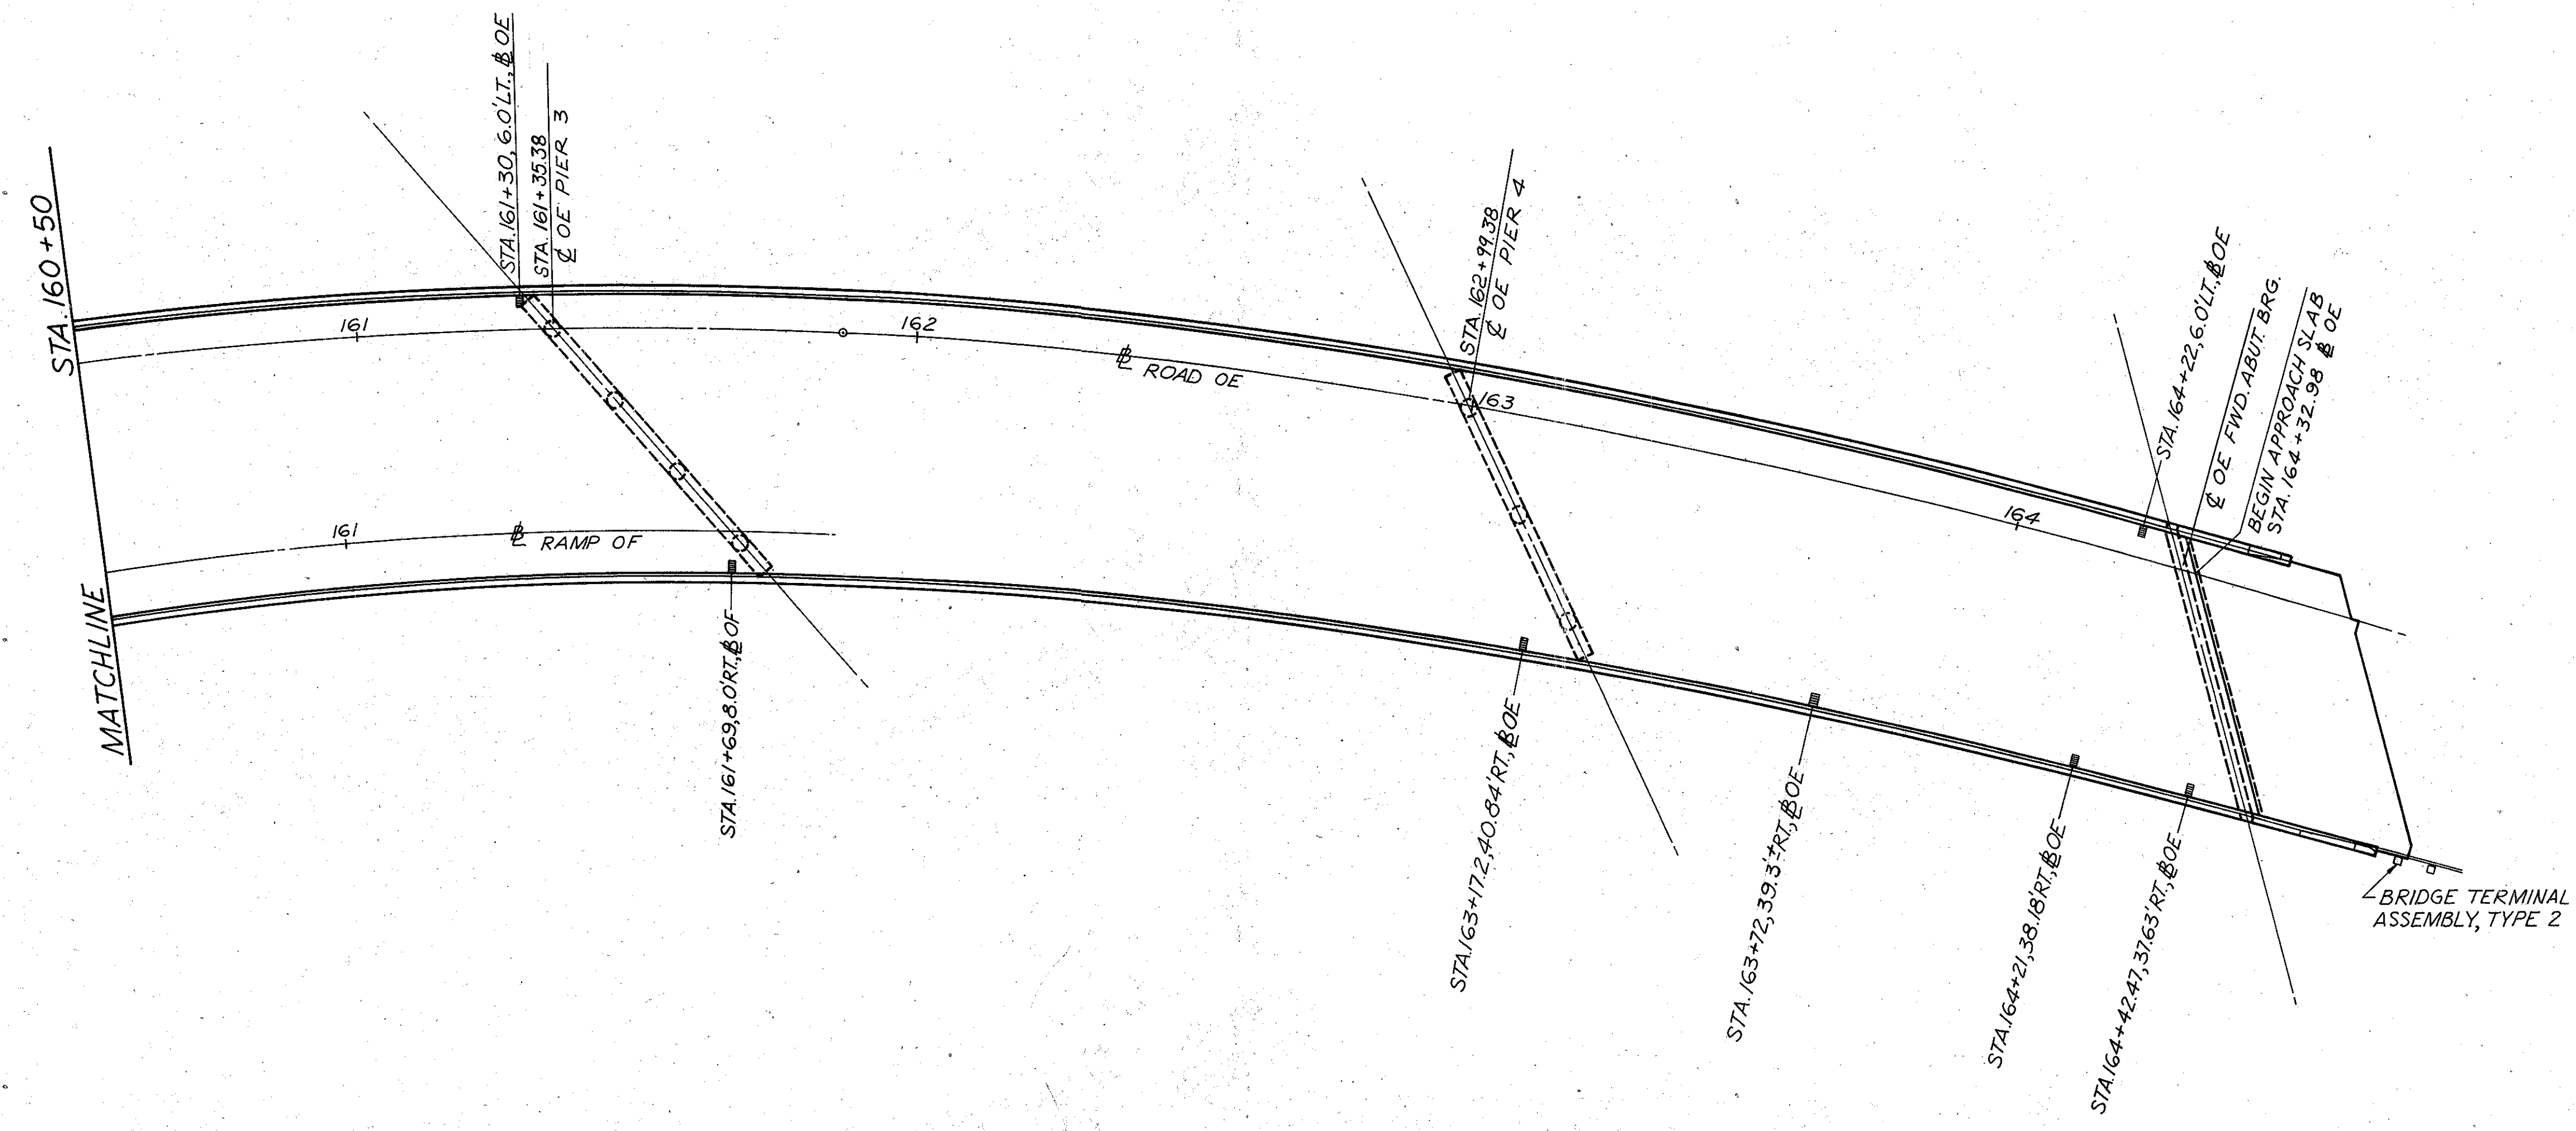 STA. 160+50
MATCHLINE
STA. 161+30, 6.0' LT., ⅊ OE
STA. 161+35.38
℄ OE PIER 3
161
162
163
164
℄ ROAD OE
161
RAMP OF
STA. 161+69, 8.0' RT., OF
STA. 162+99.38
℄ OE PIER 4
STA. 163+17.2, 40.84' RT., OE
STA. 163+72, 39.3'± RT., OE
STA. 164+21, 38.18' RT., OE
STA. 164+42.47, 37.63' RT., OE
STA. 164+22, 6.0' LT., OE
℄ OE FWD. ABUT. BRG.
BEGIN APPROACH SLAB
STA. 164+32.98 OE
BRIDGE TERMINAL
ASSEMBLY, TYPE 2